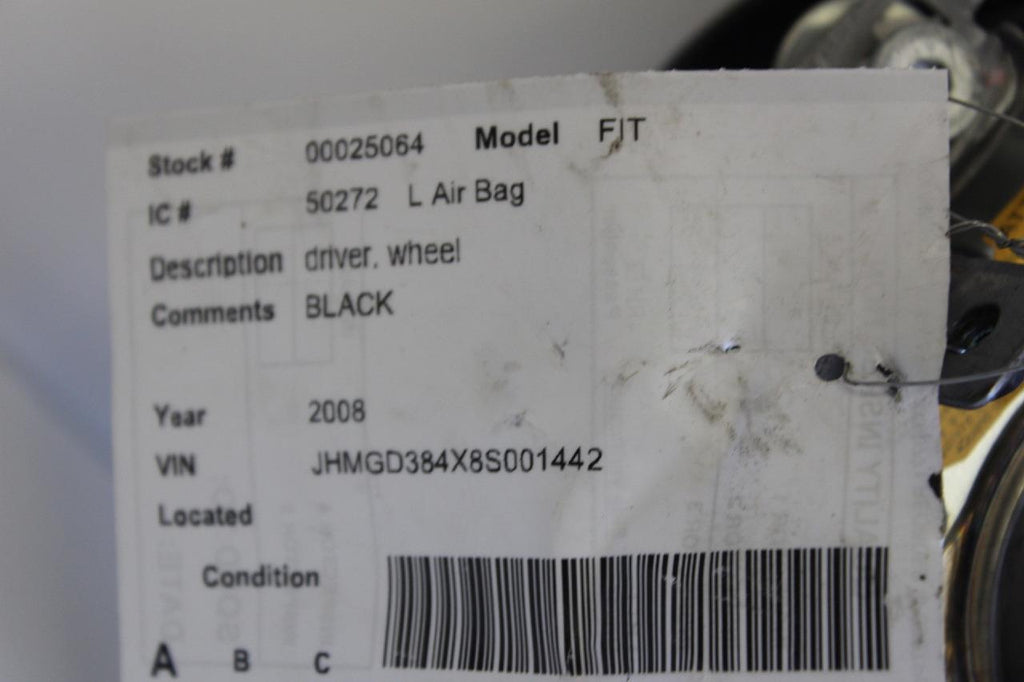 Stock # 00025064 Model FIT
IC # 50272 L Air Bag
Description driver, wheel
Comments BLACK
Year 2008
VIN JHMGD384X8S001442
Located
Condition
A B C